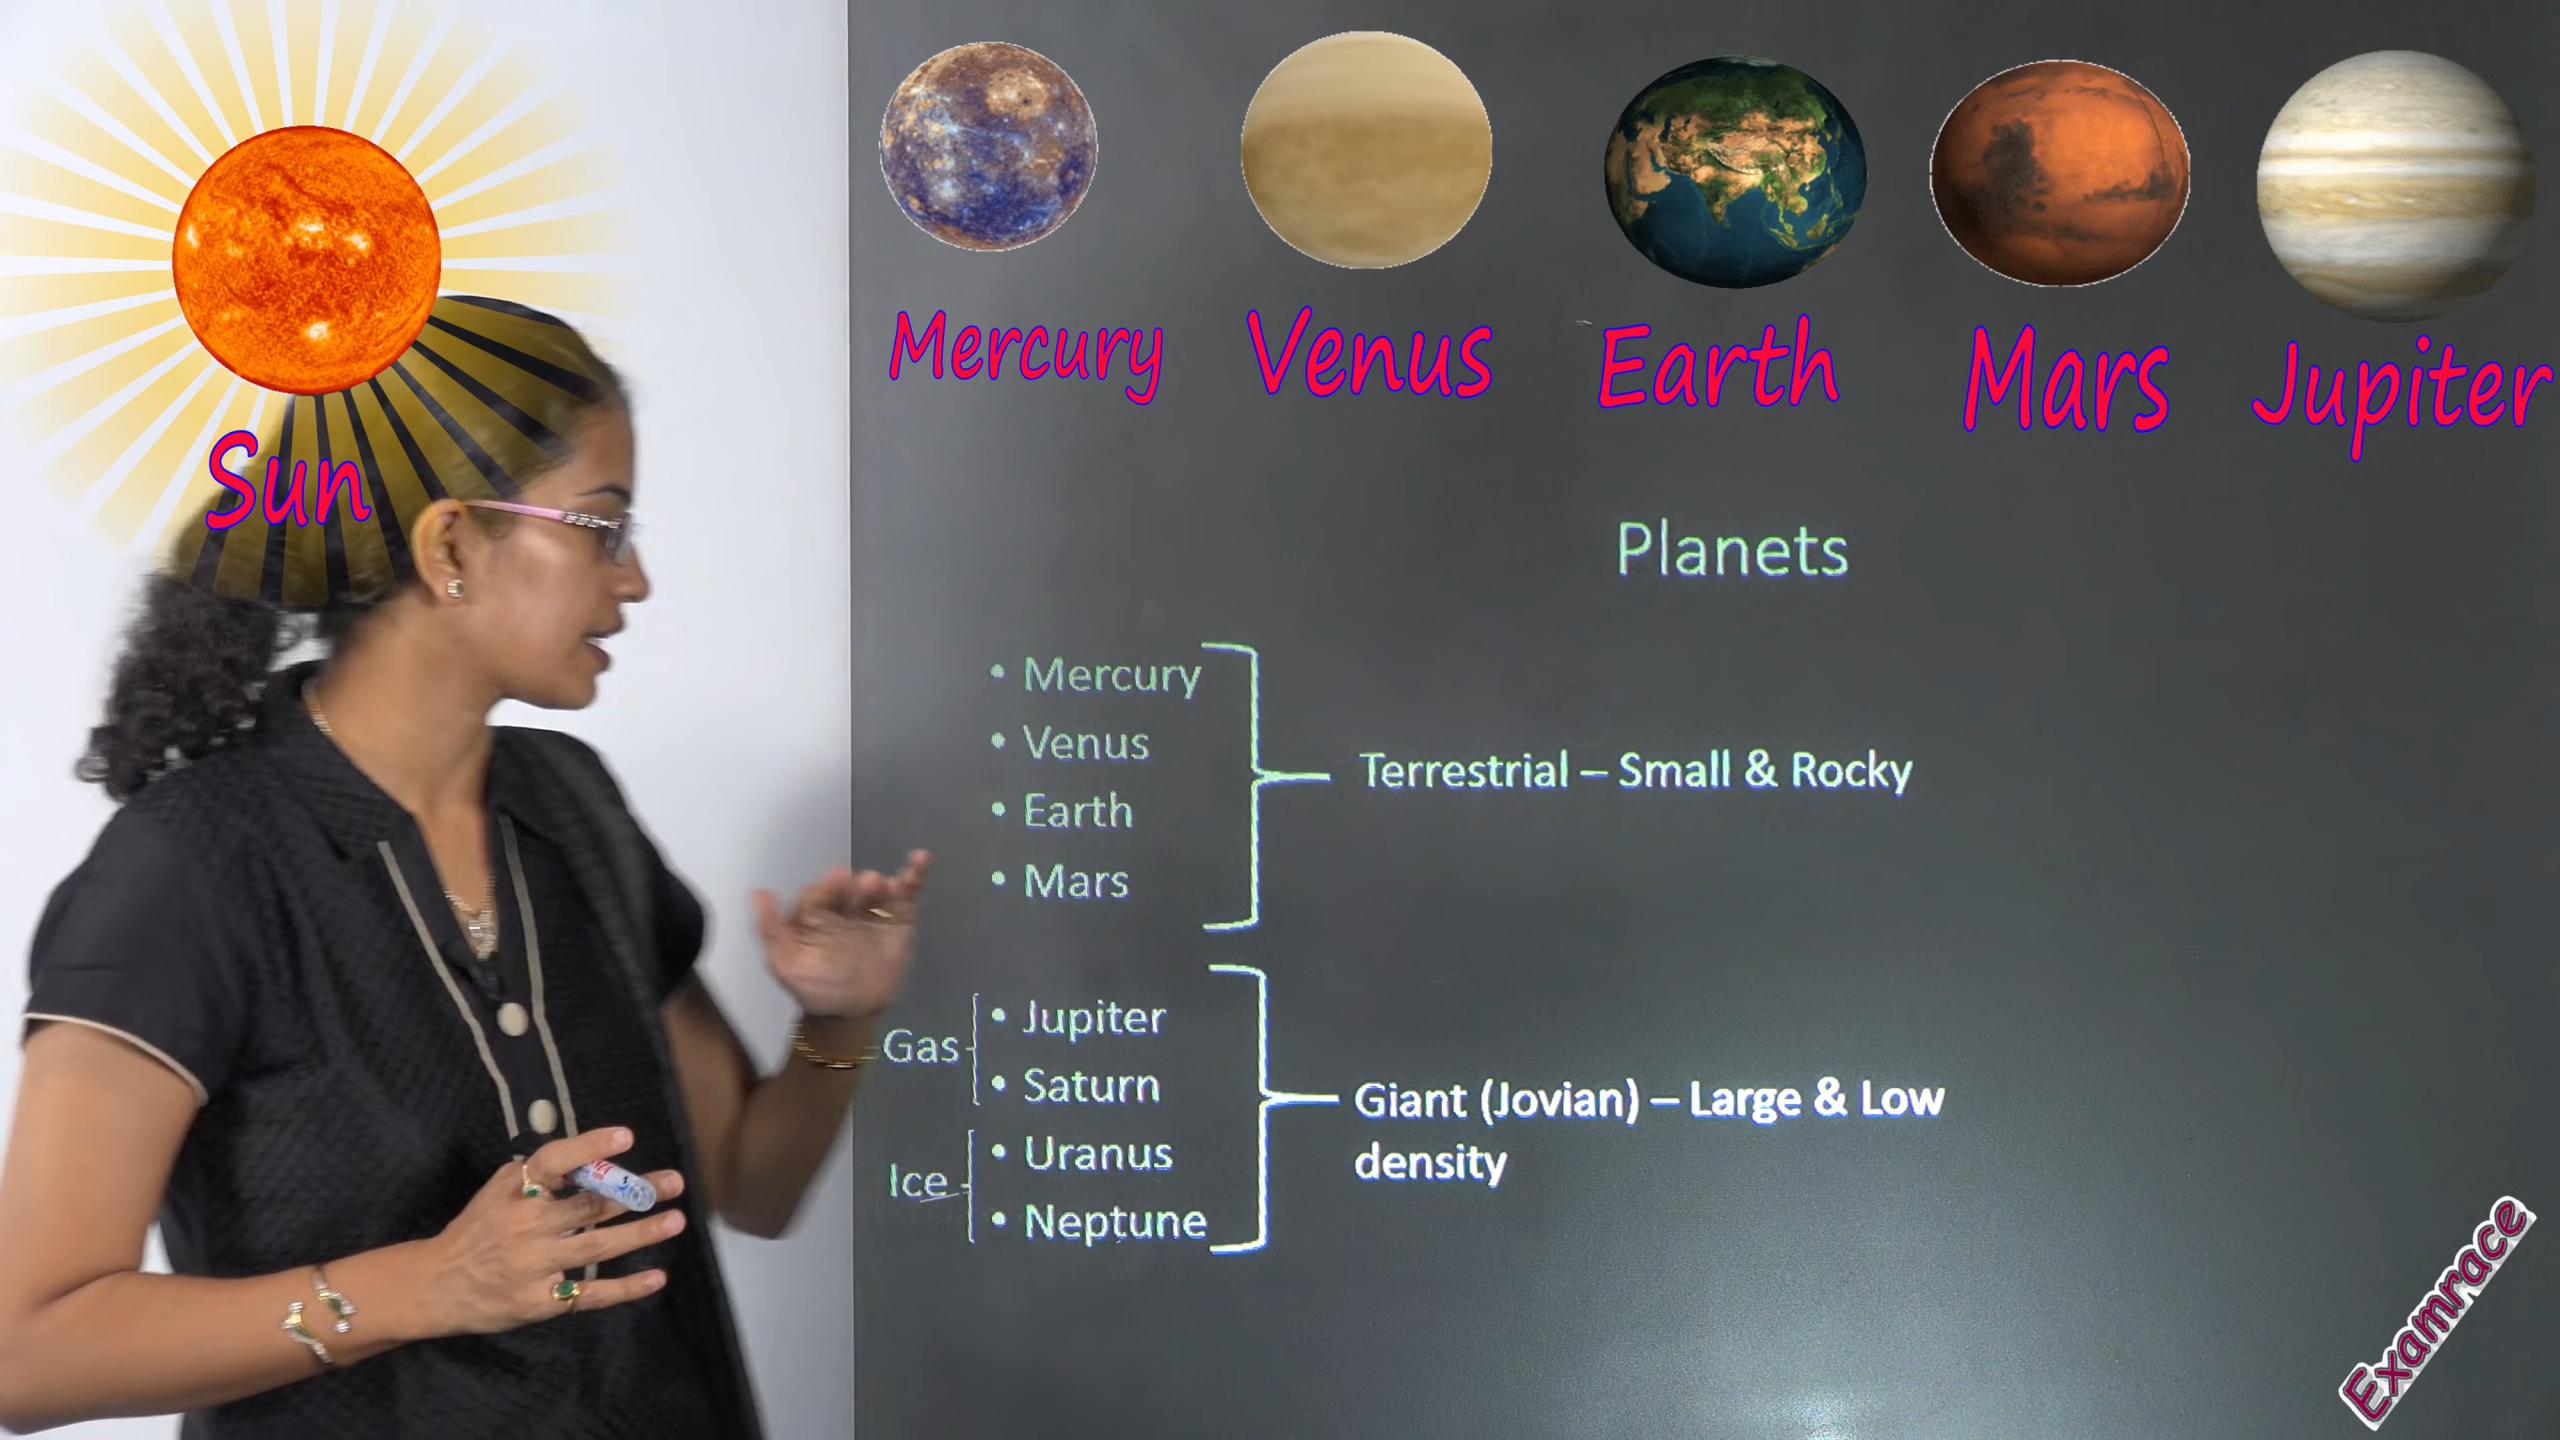 Mercury Venus Earth Mars Jupiter
Sun
Planets
• Mercury
• Venus
• Earth
• Mars
Terrestrial – Small & Rocky
Gas
• Jupiter
• Saturn
Ice
• Uranus
• Neptune
Giant (Jovian) – Large & Low
density
Examrace